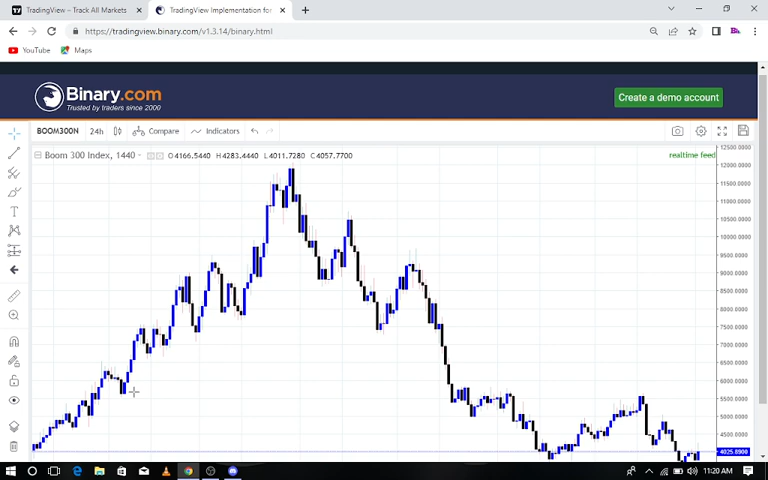 TradingView – Track All Markets
TradingView Implementation for
https://tradingview.binary.com/v1.3.14/binary.html
YouTube
Maps
Binary.com
Trusted by traders since 2000
Create a demo account
BOOM300N 24h Compare Indicators
Boom 300 Index, 1440 O 4166.5440 H 4283.4440 L 4011.7280 C 4057.7700
realtime feed
12500.0000
12000.0000
11500.0000
11000.0000
10500.0000
10000.0000
9500.0000
9000.0000
8500.0000
8000.0000
7500.0000
7000.0000
6500.0000
6000.0000
5500.0000
5000.0000
4500.0000
4025.8900
11:20 AM